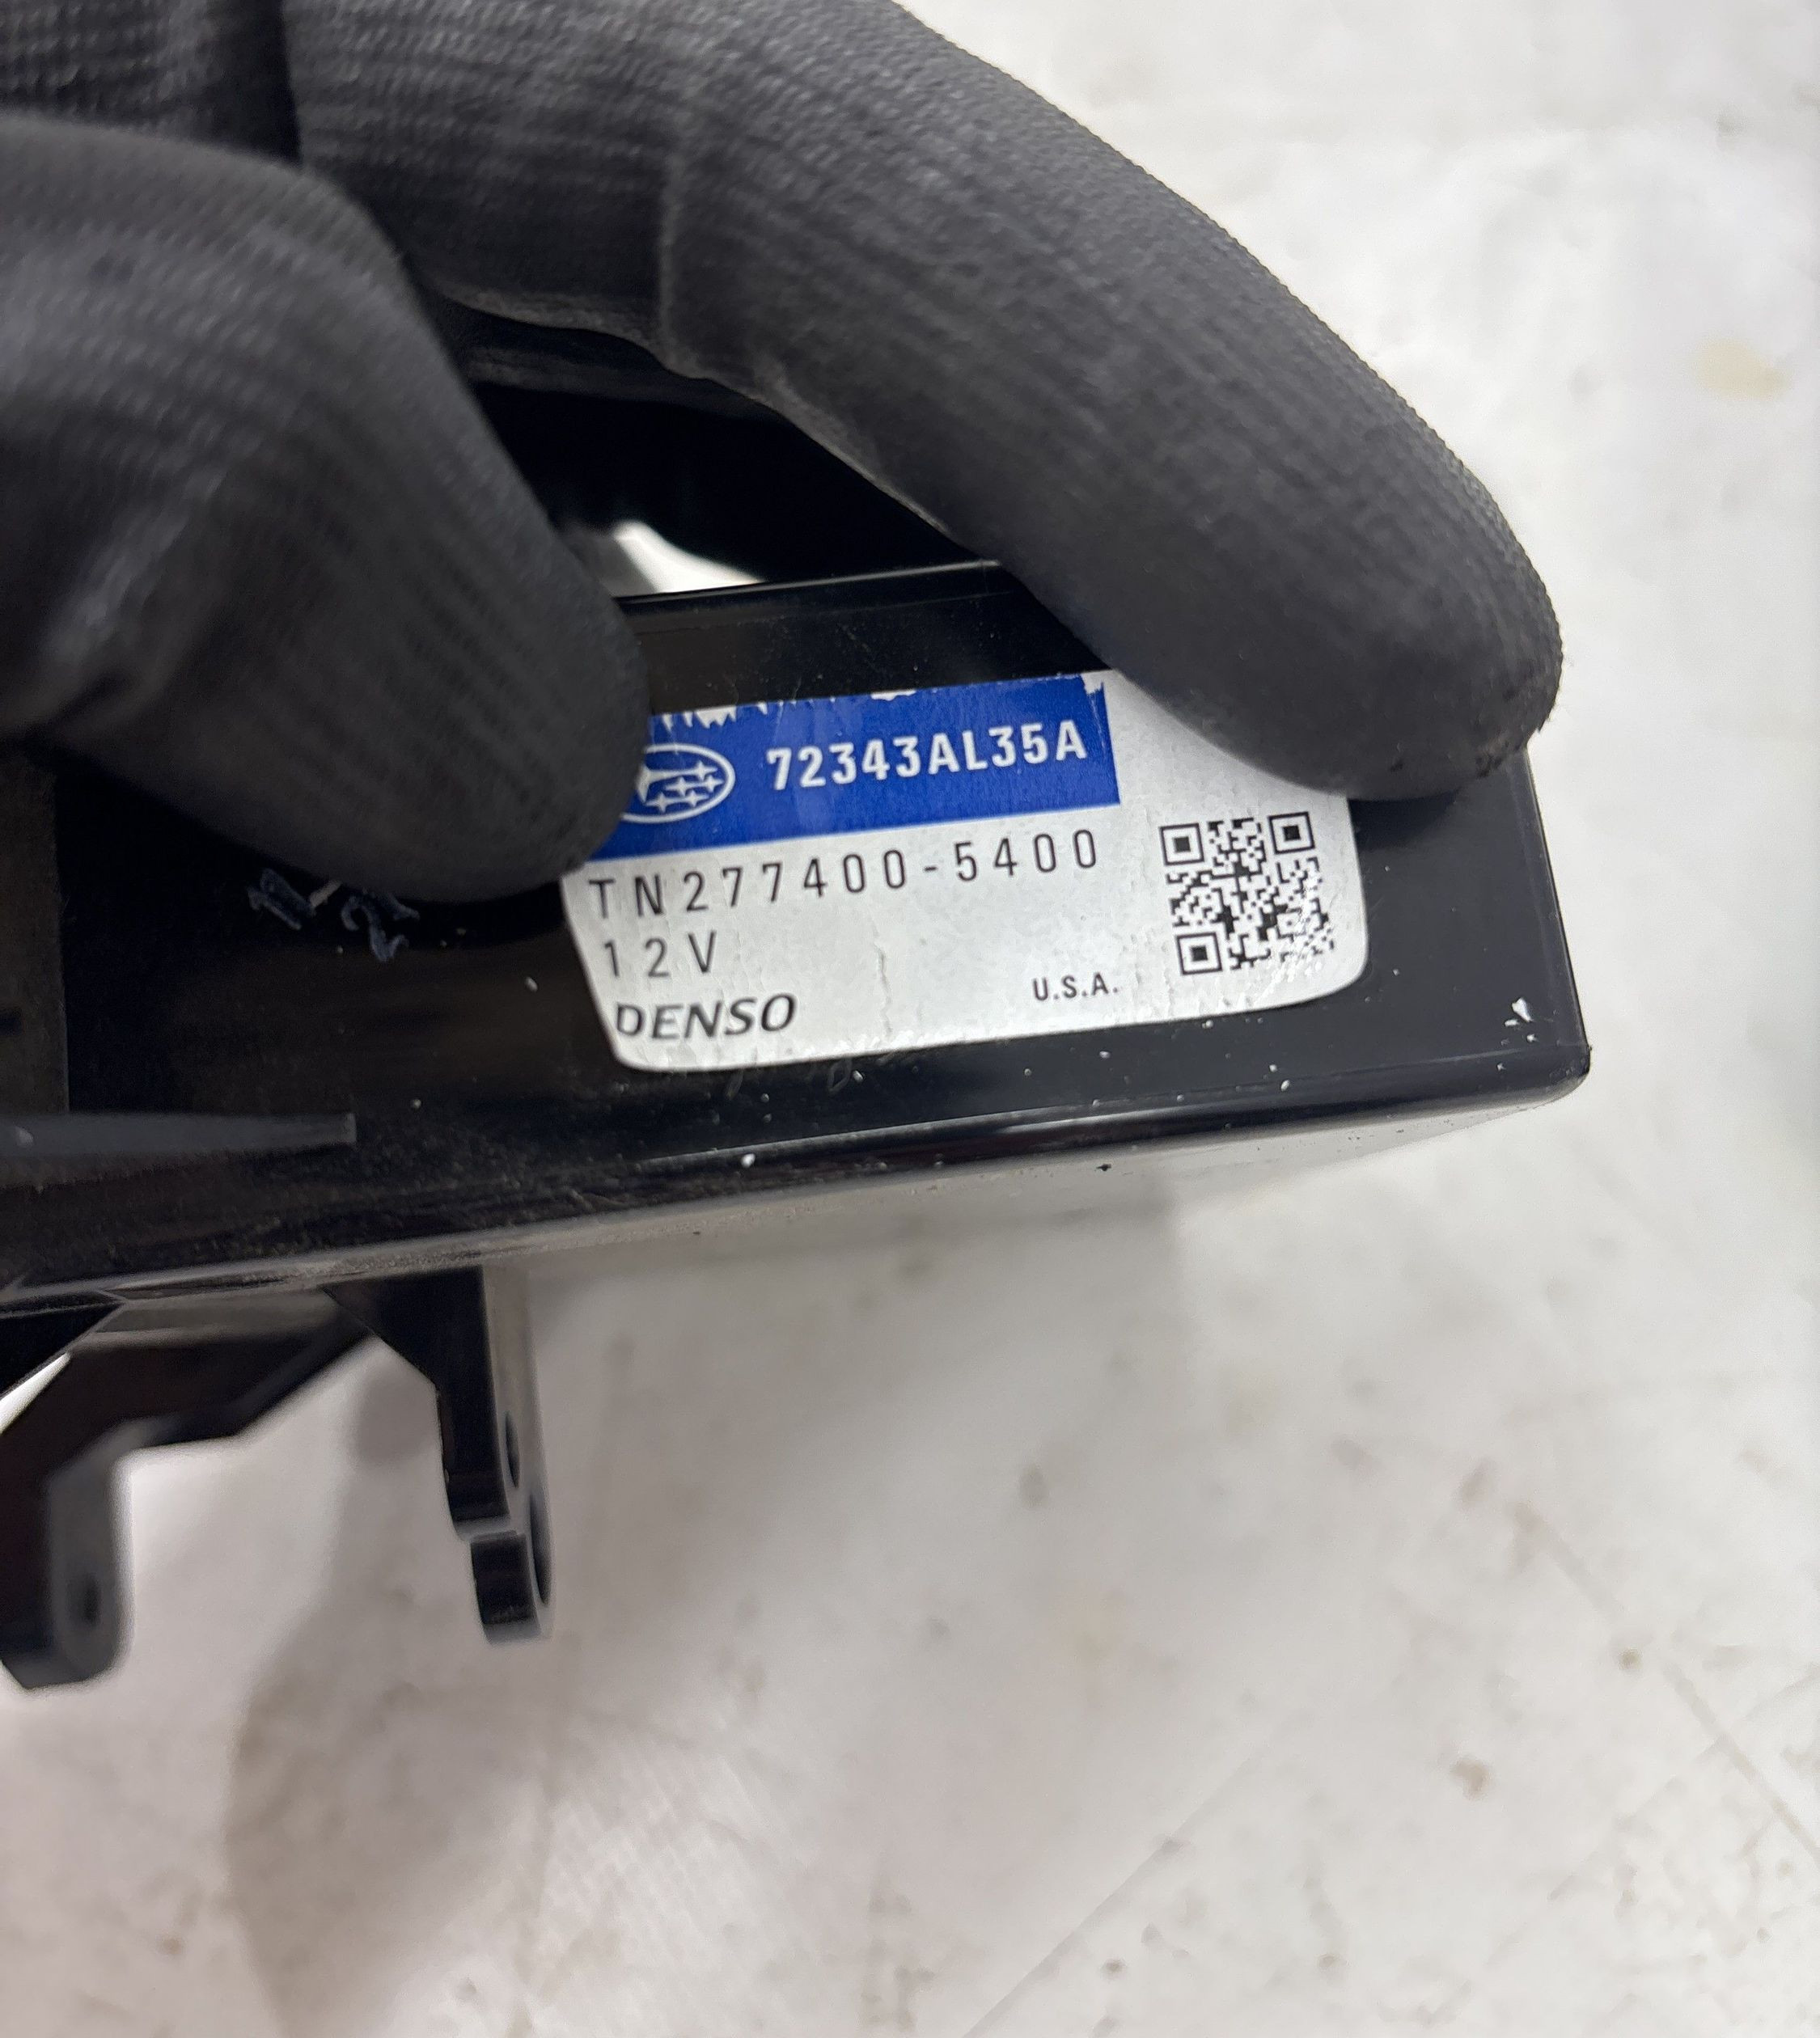 72343AL35A
TN277400-5400
12V
DENSO
U.S.A.